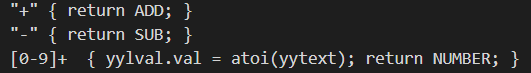 "+" { return ADD; }
"-" { return SUB; }
[0-9]+  { yylval.val = atoi(yytext); return NUMBER; }